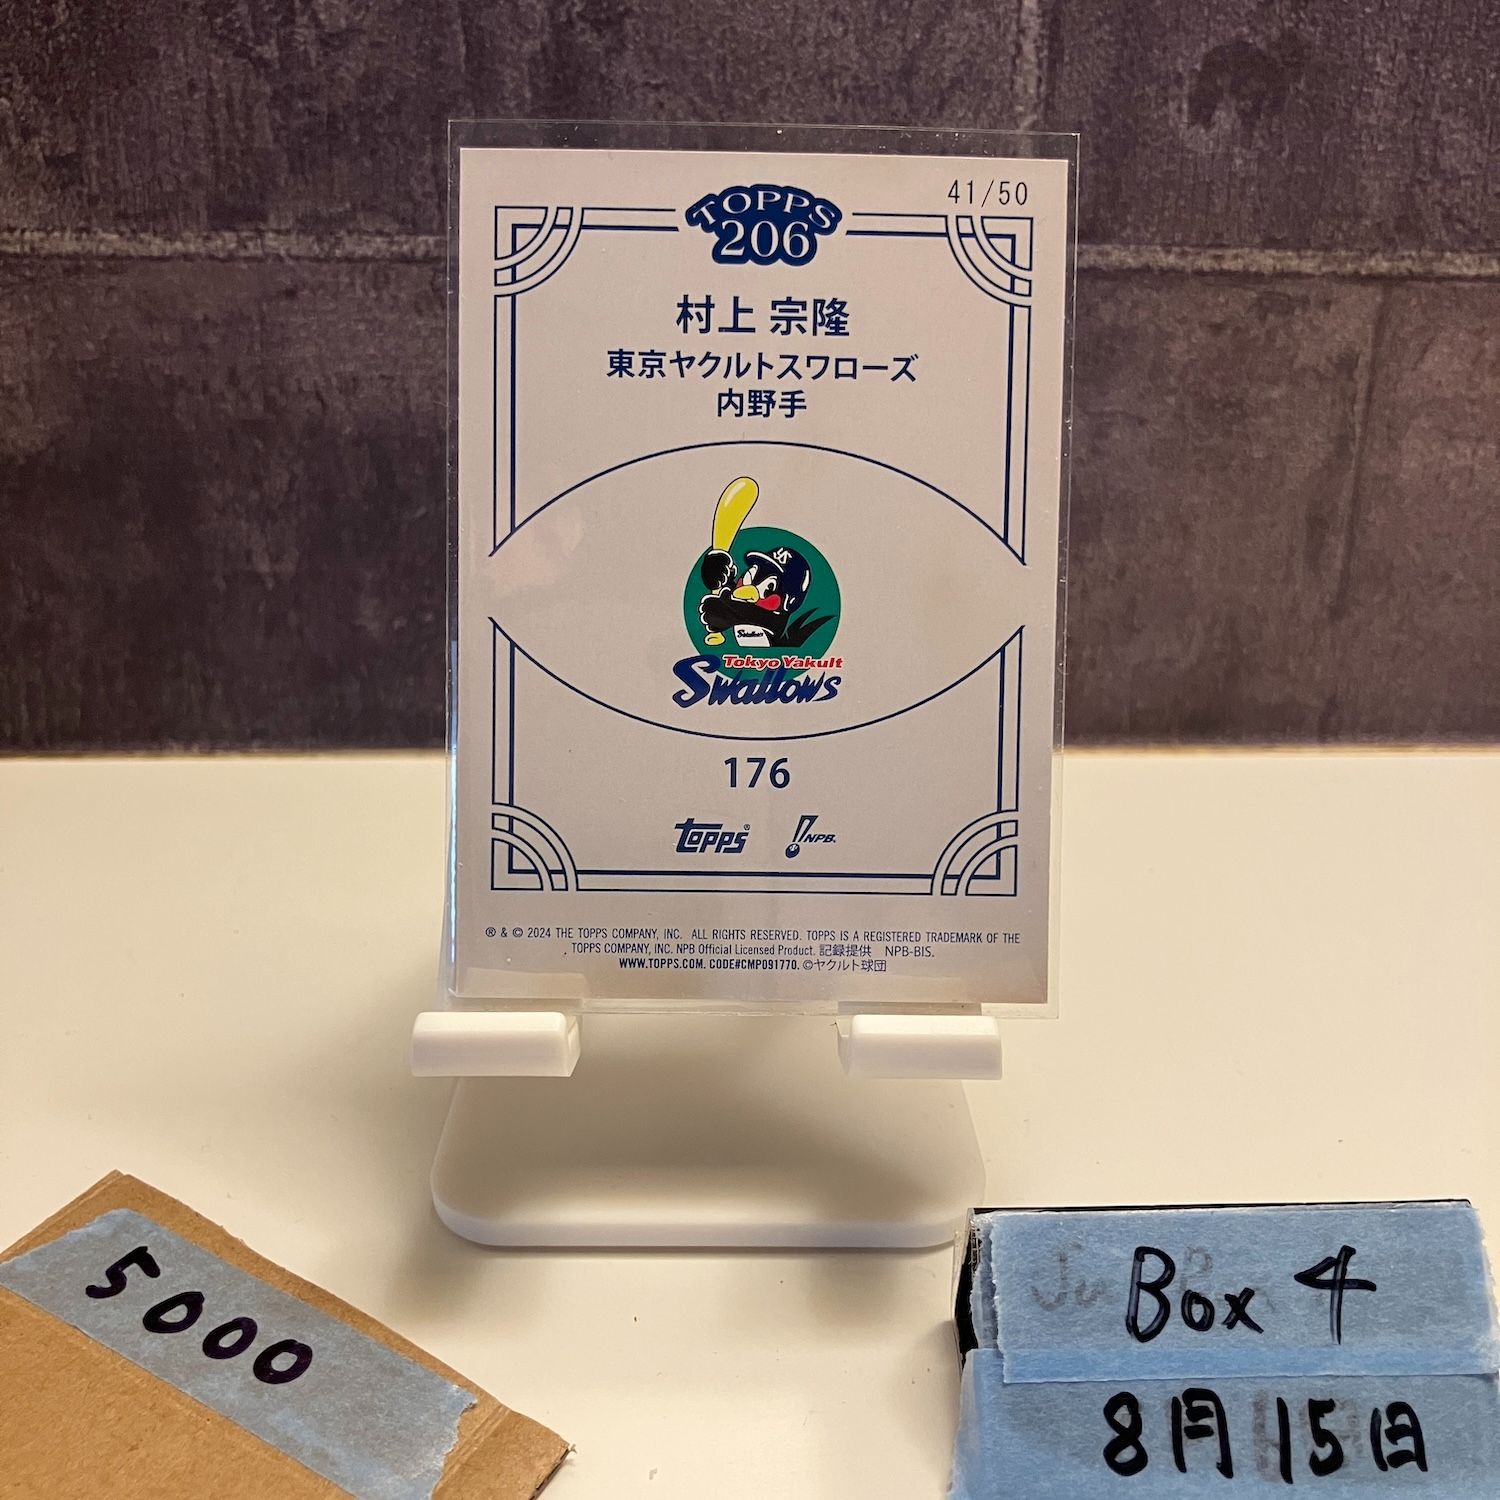 41/50
TOPPS
206
村上 宗隆
東京ヤクルトスワローズ
内野手
Swallows
Tokyo Yakult
Swallows
176
topps®
NPB.
® & © 2024 THE TOPPS COMPANY, INC. ALL RIGHTS RESERVED. TOPPS IS A REGISTERED TRADEMARK OF THE
TOPPS COMPANY, INC. NPB Official Licensed Product. 記録提供 NPB-BIS.
WWW.TOPPS.COM. CODE#CMP091770. ©ヤクルト球団
5000
Box 4
8月15日